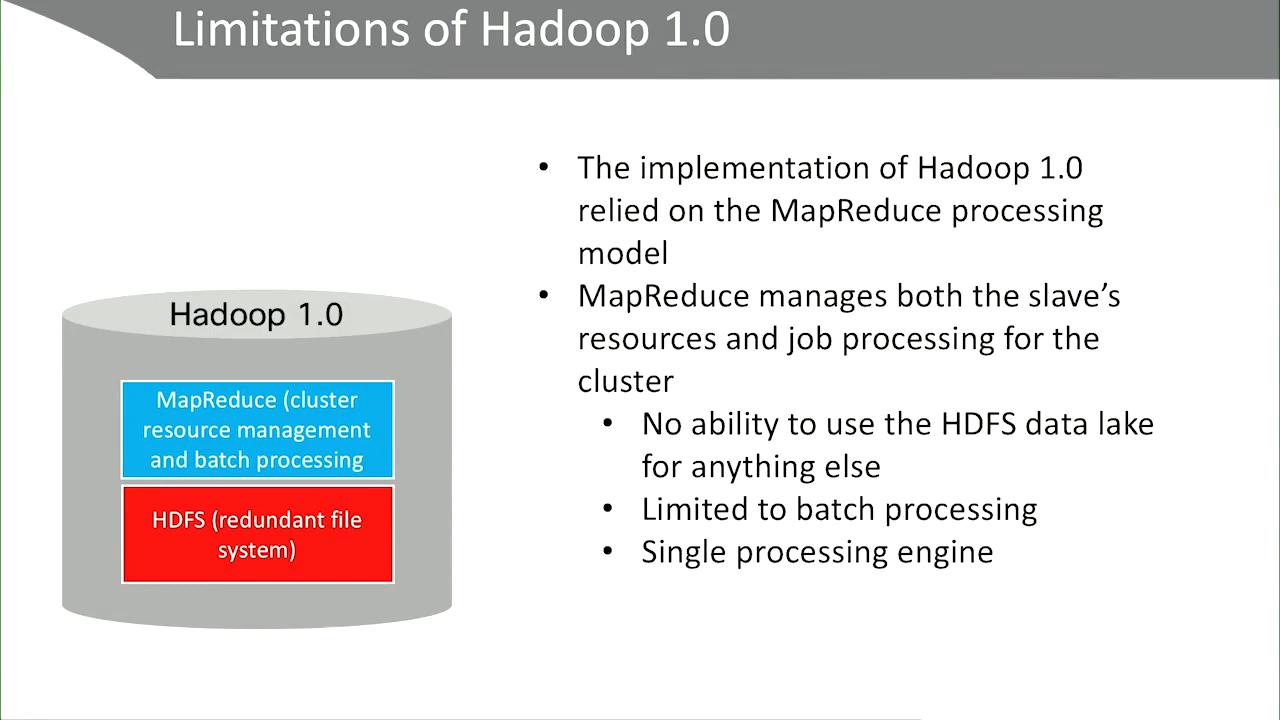 Limitations of Hadoop 1.0
Hadoop 1.0
MapReduce (cluster
resource management
and batch processing
HDFS (redundant file
system)
• The implementation of Hadoop 1.0
relied on the MapReduce processing
model
• MapReduce manages both the slave’s
resources and job processing for the
cluster
• No ability to use the HDFS data lake
for anything else
• Limited to batch processing
• Single processing engine